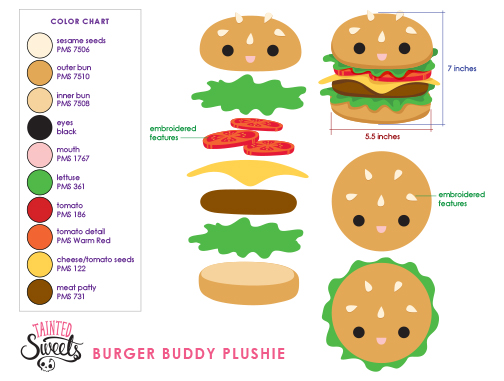 COLOR CHART
sesame seeds
PMS 7506
outer bun
PMS 7510
inner bun
PMS 7508
eyes
black
mouth
PMS 1767
lettuse
PMS 361
tomato
PMS 186
tomato detail
PMS Warm Red
cheese/tomato seeds
PMS 122
meat patty
PMS 731
embroidered
features
7 inches
5.5 inches
embroidered
features
TAINTED
Sweets
BURGER BUDDY PLUSHIE